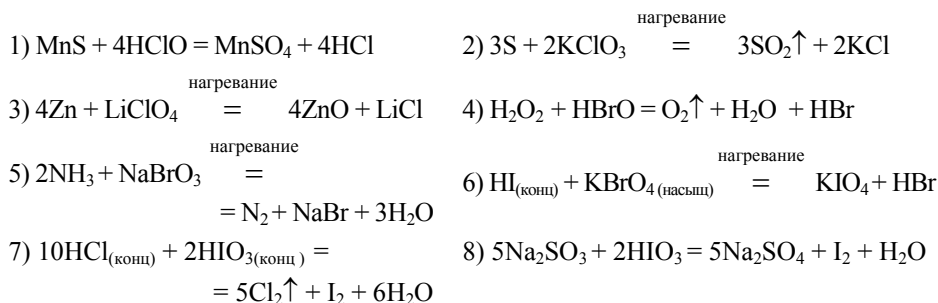 нагревание
1) MnS + 4HClO = MnSO₄ + 4HCl 2) 3S + 2KClO₃ = 3SO₂↑ + 2KCl
нагревание
3) 4Zn + LiClO₄ = 4ZnO + LiCl 4) H₂O₂ + HBrO = O₂↑ + H₂O + HBr
нагревание нагревание
5) 2NH₃ + NaBrO₃ = 6) HI(конц) + KBrO₄ (насыщ) = KIO₄ + HBr
= N₂ + NaBr + 3H₂O
7) 10HCl(конц) + 2HIO₃(конц ) = 8) 5Na₂SO₃ + 2HIO₃ = 5Na₂SO₄ + I₂ + H₂O
= 5Cl₂↑ + I₂ + 6H₂O